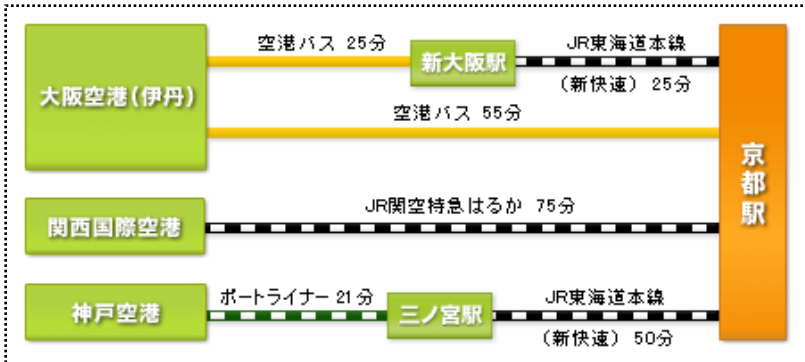 空港バス 25分
JR東海道本線
新大阪駅
大阪空港(伊丹)
(新快速) 25分
空港バス 55分
京都駅
JR関空特急はるか 75分
関西国際空港
ポートライナー 21分
JR東海道本線
神戸空港
三ノ宮駅
(新快速) 50分